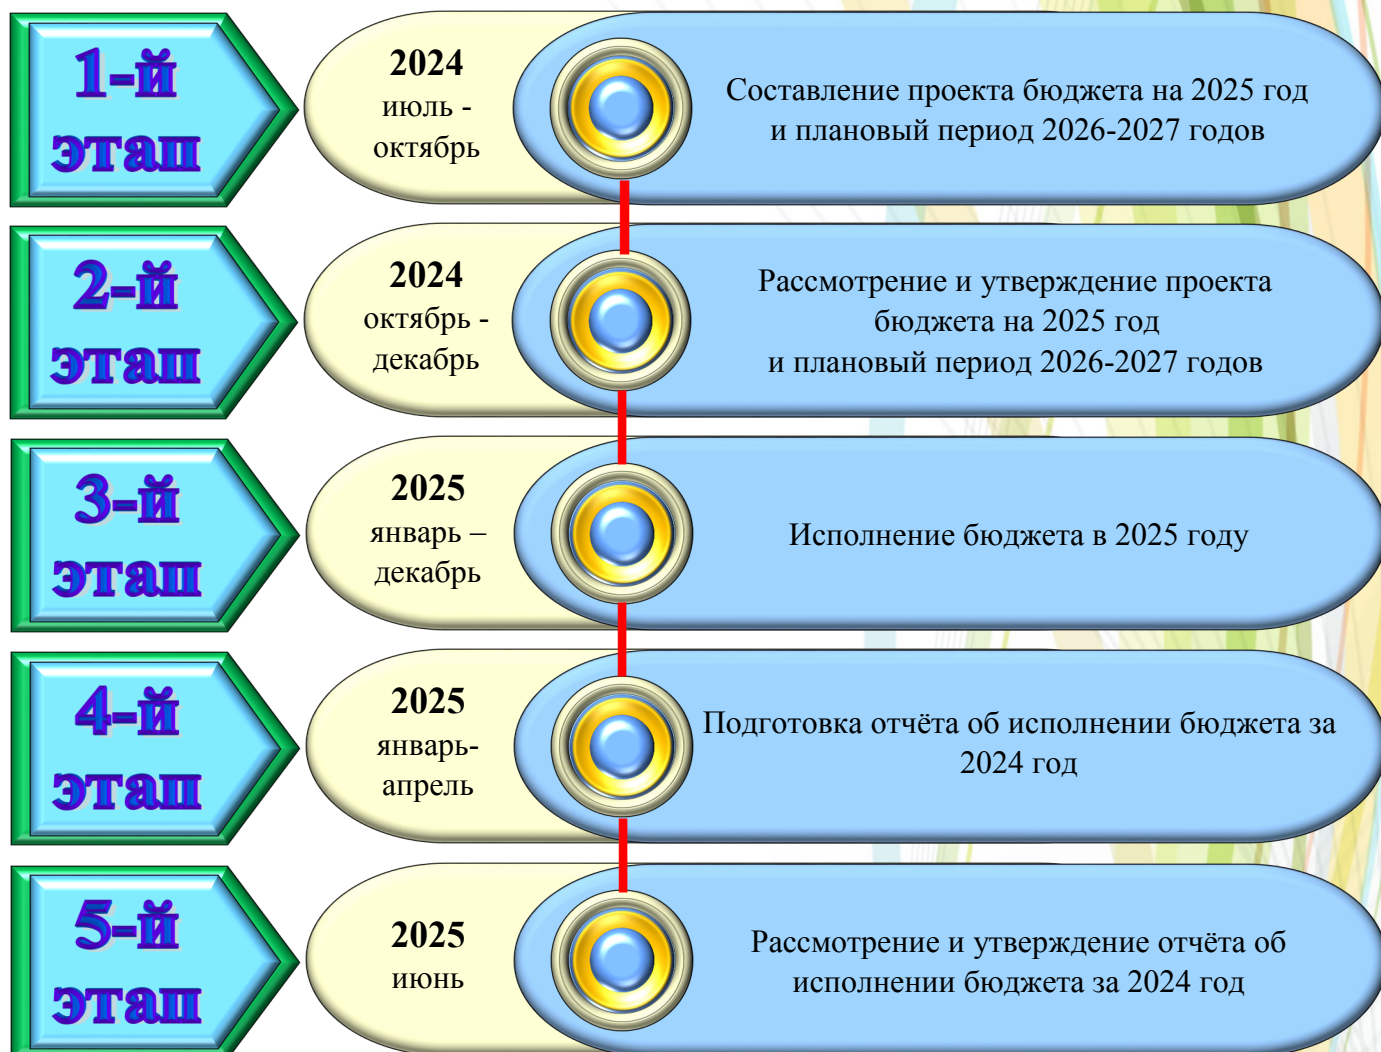 1-й
этап
2024
июль -
октябрь
Составление проекта бюджета на 2025 год
и плановый период 2026-2027 годов
2-й
этап
2024
октябрь -
декабрь
Рассмотрение и утверждение проекта
бюджета на 2025 год
и плановый период 2026-2027 годов
3-й
этап
2025
январь –
декабрь
Исполнение бюджета в 2025 году
4-й
этап
2025
январь-
апрель
Подготовка отчёта об исполнении бюджета за
2024 год
5-й
этап
2025
июнь
Рассмотрение и утверждение отчёта об
исполнении бюджета за 2024 год